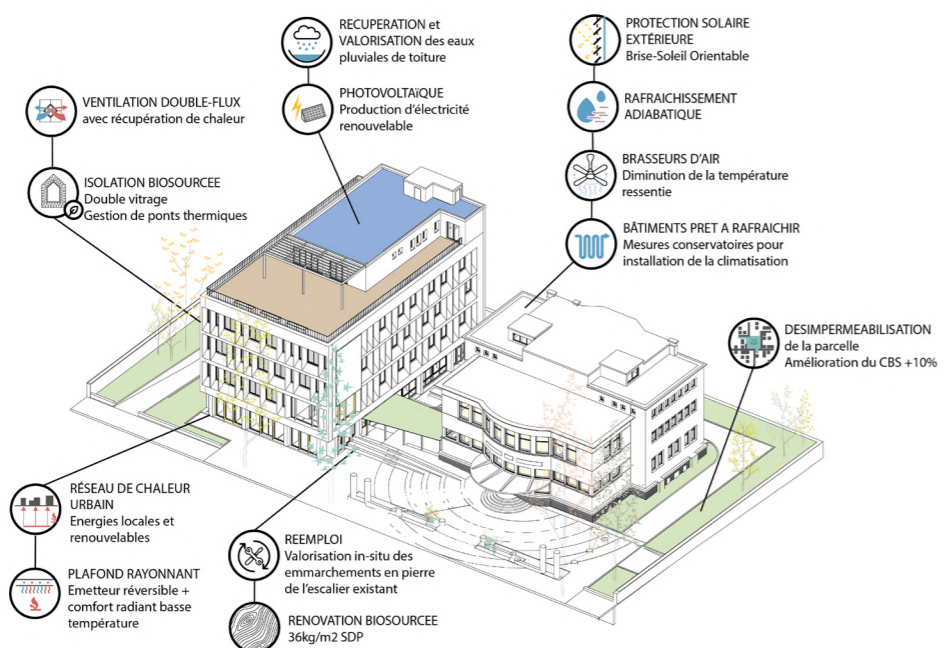 RECUPERATION et
VALORISATION des eaux
pluviales de toiture
PHOTOVOLTAïQUE
Production d'électricité
renouvelable
PROTECTION SOLAIRE
EXTÉRIEURE
Brise-Soleil Orientable
RAFRAICHISSEMENT
ADIABATIQUE
BRASSEURS D'AIR
Diminution de la température
ressentie
BÂTIMENTS PRET A RAFRAICHIR
Mesures conservatoires pour
installation de la climatisation
VENTILATION DOUBLE-FLUX
avec récupération de chaleur
ISOLATION BIOSOURCEE
Double vitrage
Gestion de ponts thermiques
DESIMPERMEABILISATION
de la parcelle
Amélioration du CBS +10%
RÉSEAU DE CHALEUR
URBAIN
Energies locales et
renouvelables
PLAFOND RAYONNANT
Emetteur réversible +
comfort radiant basse
température
REEMPLOI
Valorisation in-situ des
emmarchements en pierre
de l'escalier existant
RENOVATION BIOSOURCEE
36kg/m2 SDP